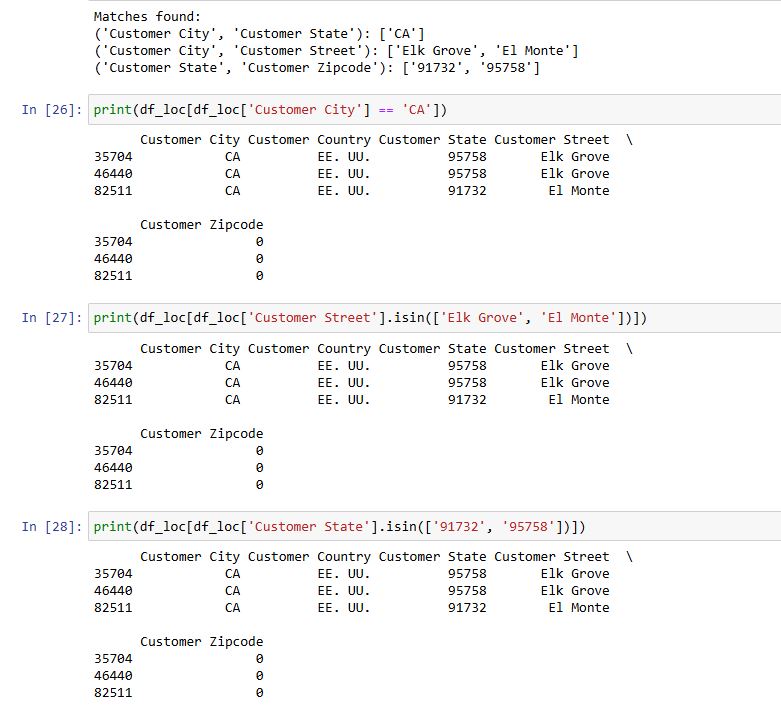 Matches found:
('Customer City', 'Customer State'): ['CA']
('Customer City', 'Customer Street'): ['Elk Grove', 'El Monte']
('Customer State', 'Customer Zipcode'): ['91732', '95758']
In [26]: print(df_loc[df_loc['Customer City'] == 'CA'])
Customer City Customer Country Customer State Customer Street \
35704 CA EE. UU. 95758 Elk Grove
46440 CA EE. UU. 95758 Elk Grove
82511 CA EE. UU. 91732 El Monte
Customer Zipcode
35704 0
46440 0
82511 0
In [27]: print(df_loc[df_loc['Customer Street'].isin(['Elk Grove', 'El Monte'])])
Customer City Customer Country Customer State Customer Street \
35704 CA EE. UU. 95758 Elk Grove
46440 CA EE. UU. 95758 Elk Grove
82511 CA EE. UU. 91732 El Monte
Customer Zipcode
35704 0
46440 0
82511 0
In [28]: print(df_loc[df_loc['Customer State'].isin(['91732', '95758'])])
Customer City Customer Country Customer State Customer Street \
35704 CA EE. UU. 95758 Elk Grove
46440 CA EE. UU. 95758 Elk Grove
82511 CA EE. UU. 91732 El Monte
Customer Zipcode
35704 0
46440 0
82511 0